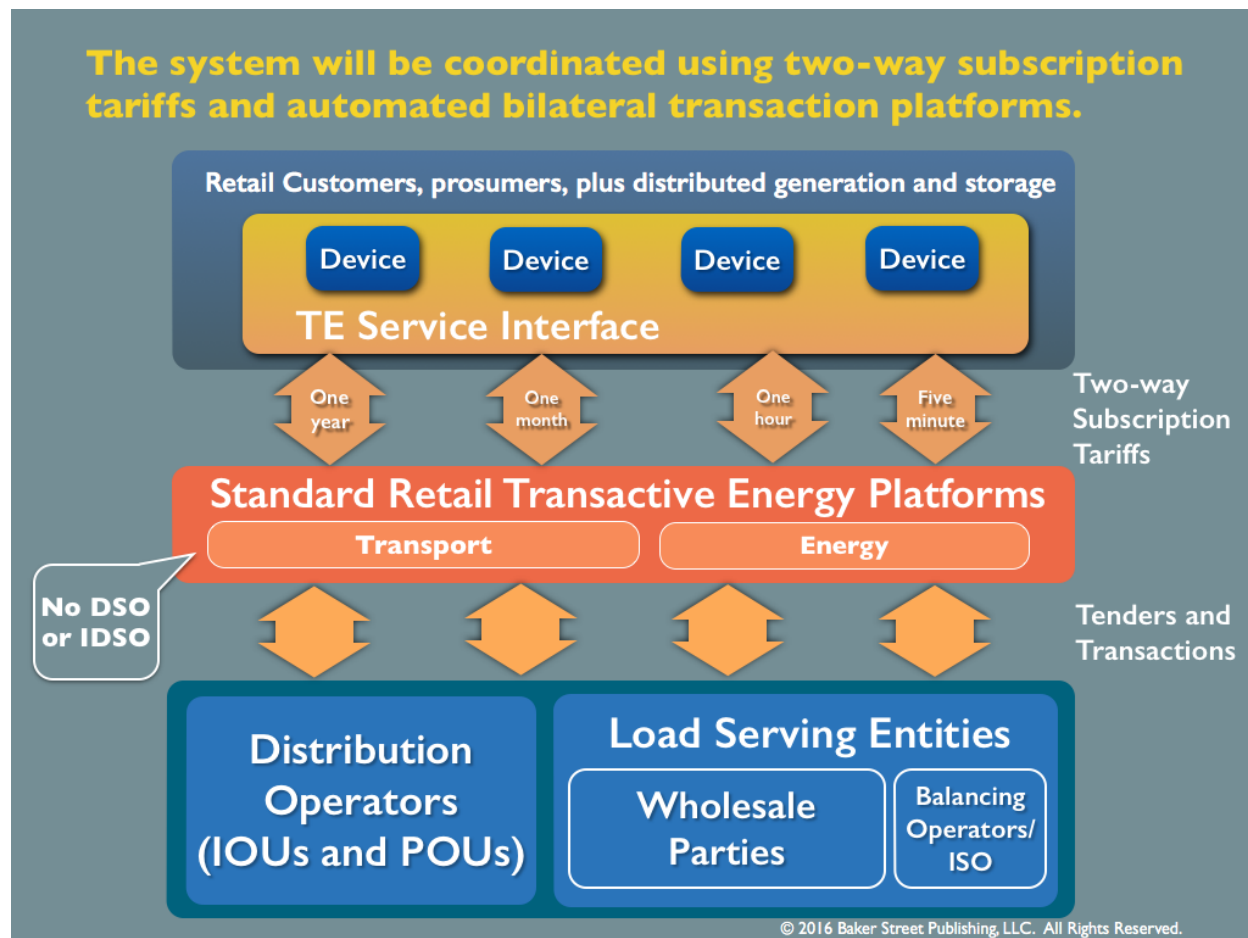 The system will be coordinated using two-way subscription
tariffs and automated bilateral transaction platforms.
Retail Customers, prosumers, plus distributed generation and storage
Device
Device
Device
Device
TE Service Interface
One
year
One
month
One
hour
Five
minute
Two-way
Subscription
Tariffs
Standard Retail Transactive Energy Platforms
Transport
Energy
No DSO
or IDSO
Tenders and
Transactions
Distribution
Operators
(IOUs and POUs)
Load Serving Entities
Wholesale
Parties
Balancing
Operators/
ISO
© 2016 Baker Street Publishing, LLC. All Rights Reserved.